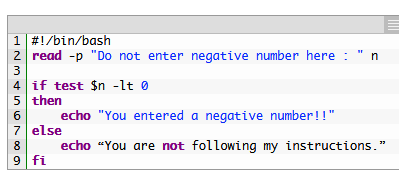 1 #!/bin/bash
2 read -p "Do not enter negative number here : " n
3
4 if test $n -lt 0
5 then
6     echo "You entered a negative number!!"
7 else
8     echo “You are not following my instructions.”
9 fi